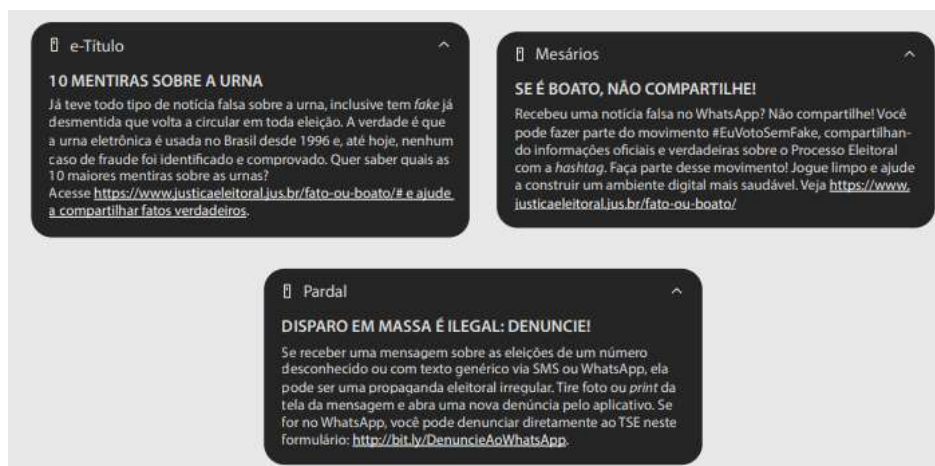 e-Título
10 MENTIRAS SOBRE A URNA
Já teve todo tipo de notícia falsa sobre a urna, inclusive tem fake já
desmentida que volta a circular em toda eleição. A verdade é que
a urna eletrônica é usada no Brasil desde 1996 e, até hoje, nenhum
caso de fraude foi identificado e comprovado. Quer saber quais as
10 maiores mentiras sobre as urnas?
Acesse https://www.justicaeleitoral.jus.br/fato-ou-boato/# e ajude
a compartilhar fatos verdadeiros.
Mesários
SE É BOATO, NÃO COMPARTILHE!
Recebeu uma notícia falsa no WhatsApp? Não compartilhe! Você
pode fazer parte do movimento #EuVotoSemFake, compartilhan-
do informações oficiais e verdadeiras sobre o Processo Eleitoral
com a hashtag. Faça parte desse movimento! Jogue limpo e ajude
a construir um ambiente digital mais saudável. Veja https://www.
justicaeleitoral.jus.br/fato-ou-boato/
Pardal
DISPARO EM MASSA É ILEGAL: DENUNCIE!
Se receber uma mensagem sobre as eleições de um número
desconhecido ou com texto genérico via SMS ou WhatsApp, ela
pode ser uma propaganda eleitoral irregular. Tire foto ou print da
tela da mensagem e abra uma nova denúncia pelo aplicativo. Se
for no WhatsApp, você pode denunciar diretamente ao TSE neste
formulário: http://bit.ly/DenuncieAoWhatsApp.